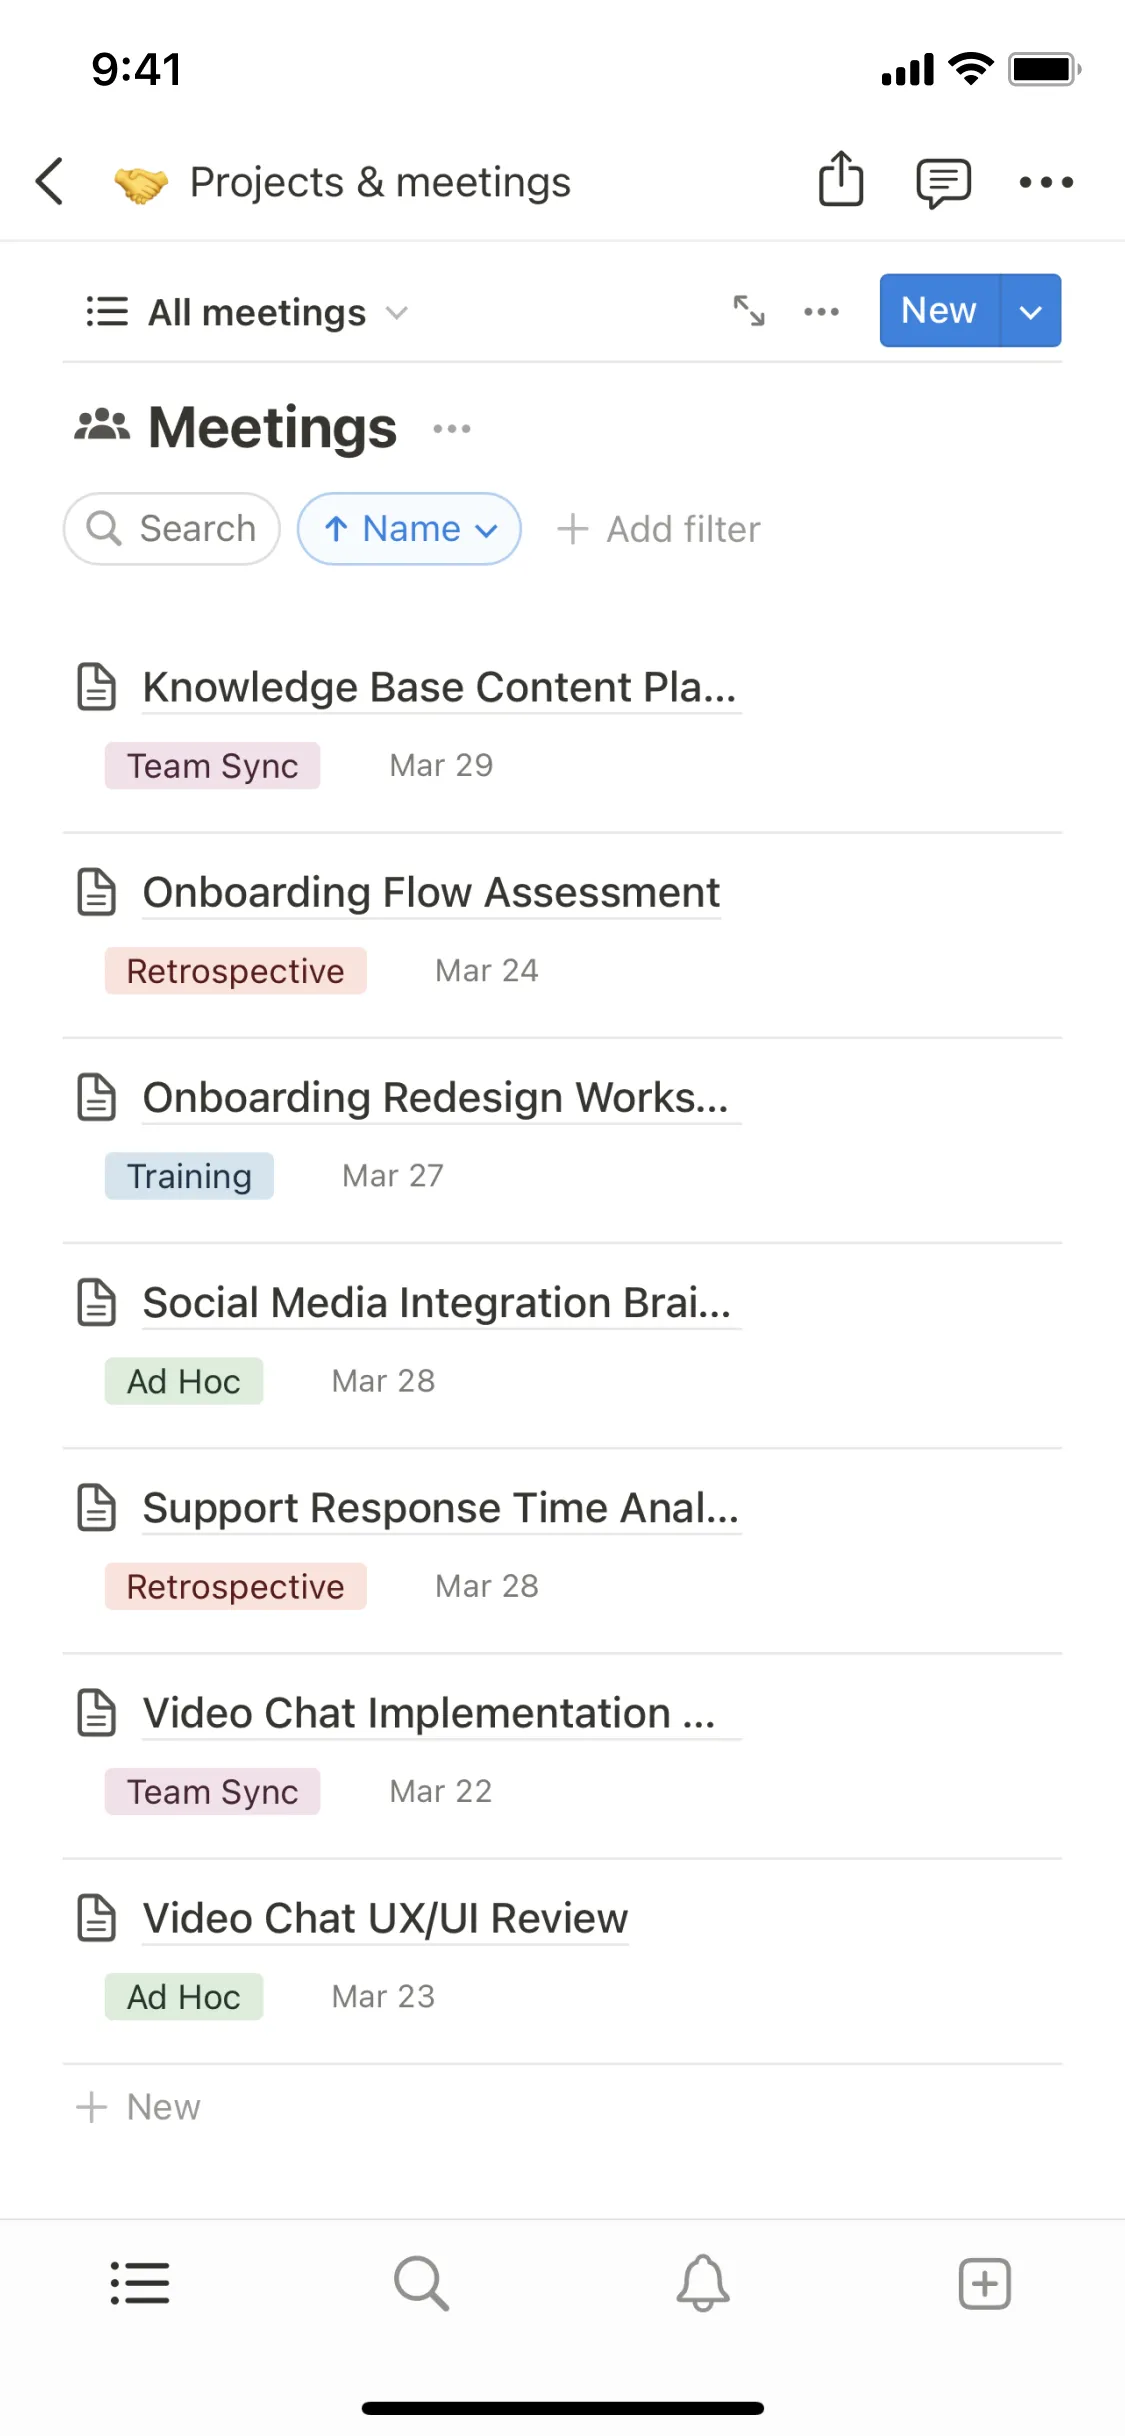 9:41
Projects & meetings
All meetings
New
Meetings
Search
Name
Add filter
Knowledge Base Content Pla...
Team Sync Mar 29
Onboarding Flow Assessment
Retrospective Mar 24
Onboarding Redesign Works...
Training Mar 27
Social Media Integration Brai...
Ad Hoc Mar 28
Support Response Time Anal...
Retrospective Mar 28
Video Chat Implementation ...
Team Sync Mar 22
Video Chat UX/UI Review
Ad Hoc Mar 23
New